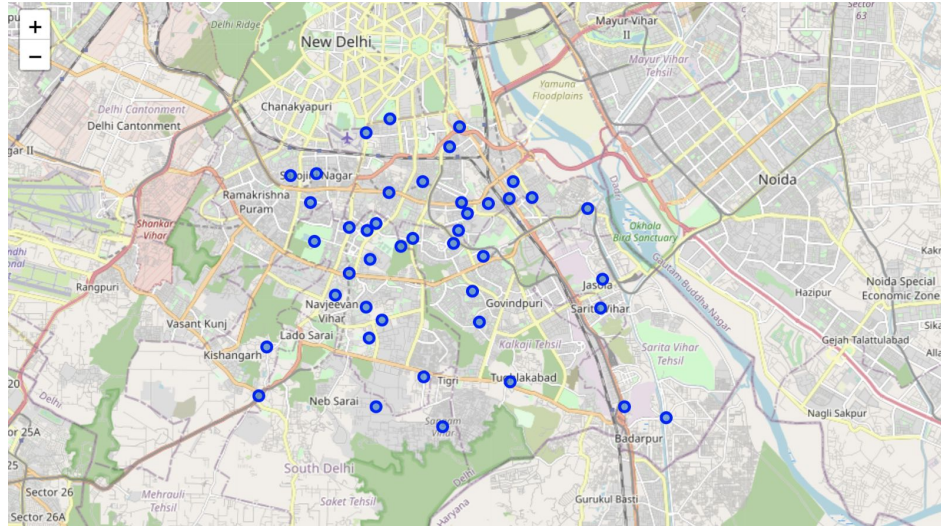 +
−
Delhi Ridge
New Delhi
Mayur-Vihar
II
Sector
63
Mayur Vihar
Tehsil
Yamuna
Floodplains
Chanakyapuri
Delhi Cantonment
Delhi Cantonment
Noida
Ramakrishna
Puram
Shankar
Vihar
Okhla
Bird Sanctuary
Gautam Buddha Nagar
Rangpuri
Jasola
Hazipur
Noida Special
Economic Zone
Navjeevan
Vihar
Govindpuri
Sarita Vihar
Vasant Kunj
Lado Sarai
Kishangarh
Kalkaji Tehsil
Sarita Vihar
Tehsil
Gejah Talattulabad
20
Delhi
Tigri
Tughlakabad
Neb Sarai
Nagli Sakpur
or 25A
Badarpur
25
South Delhi
Delhi
Haryana
Sector 26
Mehrauli
Tehsil
Saket Tehsil
Gurukul Basti
Sector 26A